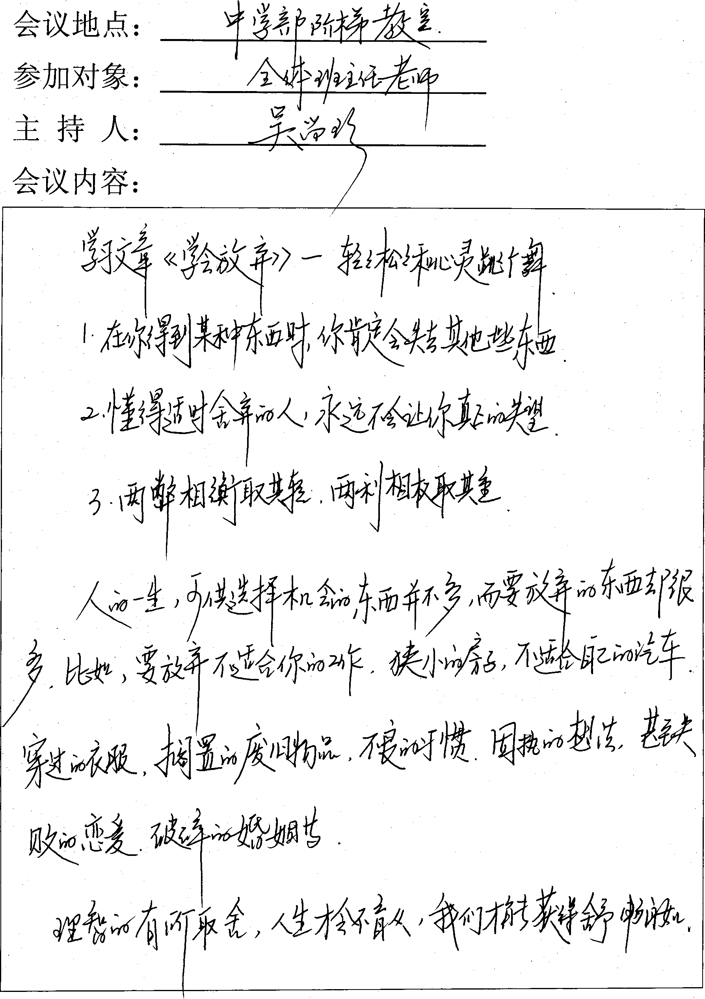 会议地点：中学部阶梯教室.
参加对象：全体班主任老师
主 持 人：吴尚珍
会议内容：
学习文章《学会放弃》一 轻轻松松和心灵跳个舞.
1. 在你得到某种东西时, 你肯定会失去其他些东西.
2. 懂得适时舍弃的人, 永远不会让你真正的失望.
3. 两弊相衡取其轻. 两利相权取其重.
人的一生, 可供选择机会的东西并不多, 而要放弃的东西却很
多. 比如, 要放弃不适合你的工作. 狭小的房子, 不适合自己的汽车.
穿过的衣服, 搁置的废旧物品, 不良的习惯. 固执的想法, 甚至失
败的恋爱. 破碎的婚姻等.
理智的有所取舍, 人生才会不盲从, 我们才能获得舒畅自如.